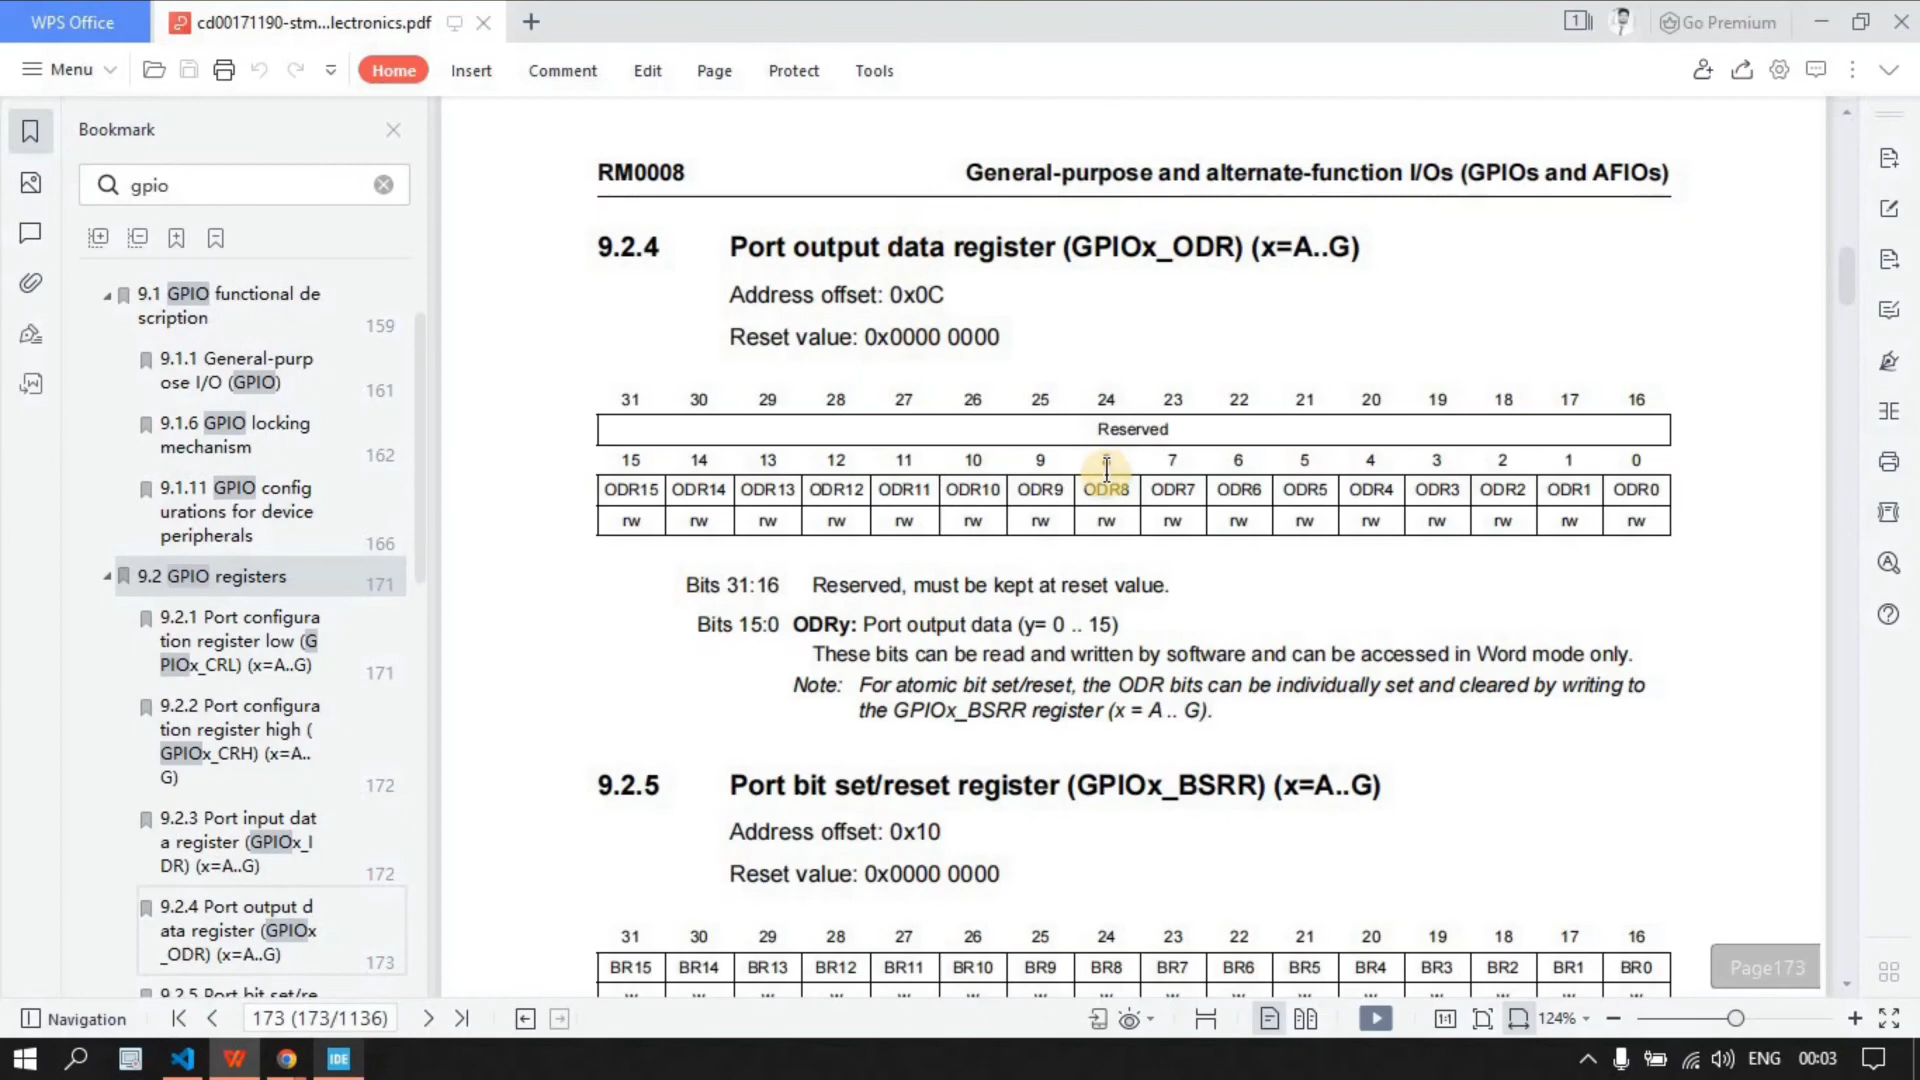 WPS Office
cd00171190-stm...lectronics.pdf
1
Go Premium
Menu
Home
Insert
Comment
Edit
Page
Protect
Tools
Bookmark
gpio
9.1 GPIO functional de
scription
159
9.1.1 General-purp
ose I/O (GPIO)
161
9.1.6 GPIO locking
mechanism
162
9.1.11 GPIO config
urations for device
peripherals
166
9.2 GPIO registers
171
9.2.1 Port configura
tion register low (G
PIOx_CRL) (x=A..G)
171
9.2.2 Port configura
tion register high (
GPIOx_CRH) (x=A..
G)
172
9.2.3 Port input dat
a register (GPIOx_I
DR) (x=A..G)
172
9.2.4 Port output d
ata register (GPIOx
_ODR) (x=A..G)
173
9.2.5 Port bit set/re
RM0008 General-purpose and alternate-function I/Os (GPIOs and AFIOs)
9.2.4 Port output data register (GPIOx_ODR) (x=A..G)
Address offset: 0x0C
Reset value: 0x0000 0000
31 30 29 28 27 26 25 24 23 22 21 20 19 18 17 16
Reserved
15 14 13 12 11 10 9 7 6 5 4 3 2 1 0
ODR15 ODR14 ODR13 ODR12 ODR11 ODR10 ODR9 ODR8 ODR7 ODR6 ODR5 ODR4 ODR3 ODR2 ODR1 ODR0
rw rw rw rw rw rw rw rw rw rw rw rw rw rw rw rw
Bits 31:16 Reserved, must be kept at reset value.
Bits 15:0 ODRy: Port output data (y= 0 .. 15)
These bits can be read and written by software and can be accessed in Word mode only.
Note: For atomic bit set/reset, the ODR bits can be individually set and cleared by writing to
the GPIOx_BSRR register (x = A .. G).
9.2.5 Port bit set/reset register (GPIOx_BSRR) (x=A..G)
Address offset: 0x10
Reset value: 0x0000 0000
31 30 29 28 27 26 25 24 23 22 21 20 19 18 17 16
BR15 BR14 BR13 BR12 BR11 BR10 BR9 BR8 BR7 BR6 BR5 BR4 BR3 BR2 BR1 BR0
Page173
Navigation
173 (173/1136)
1:1
124%
IDE
ENG
00:03